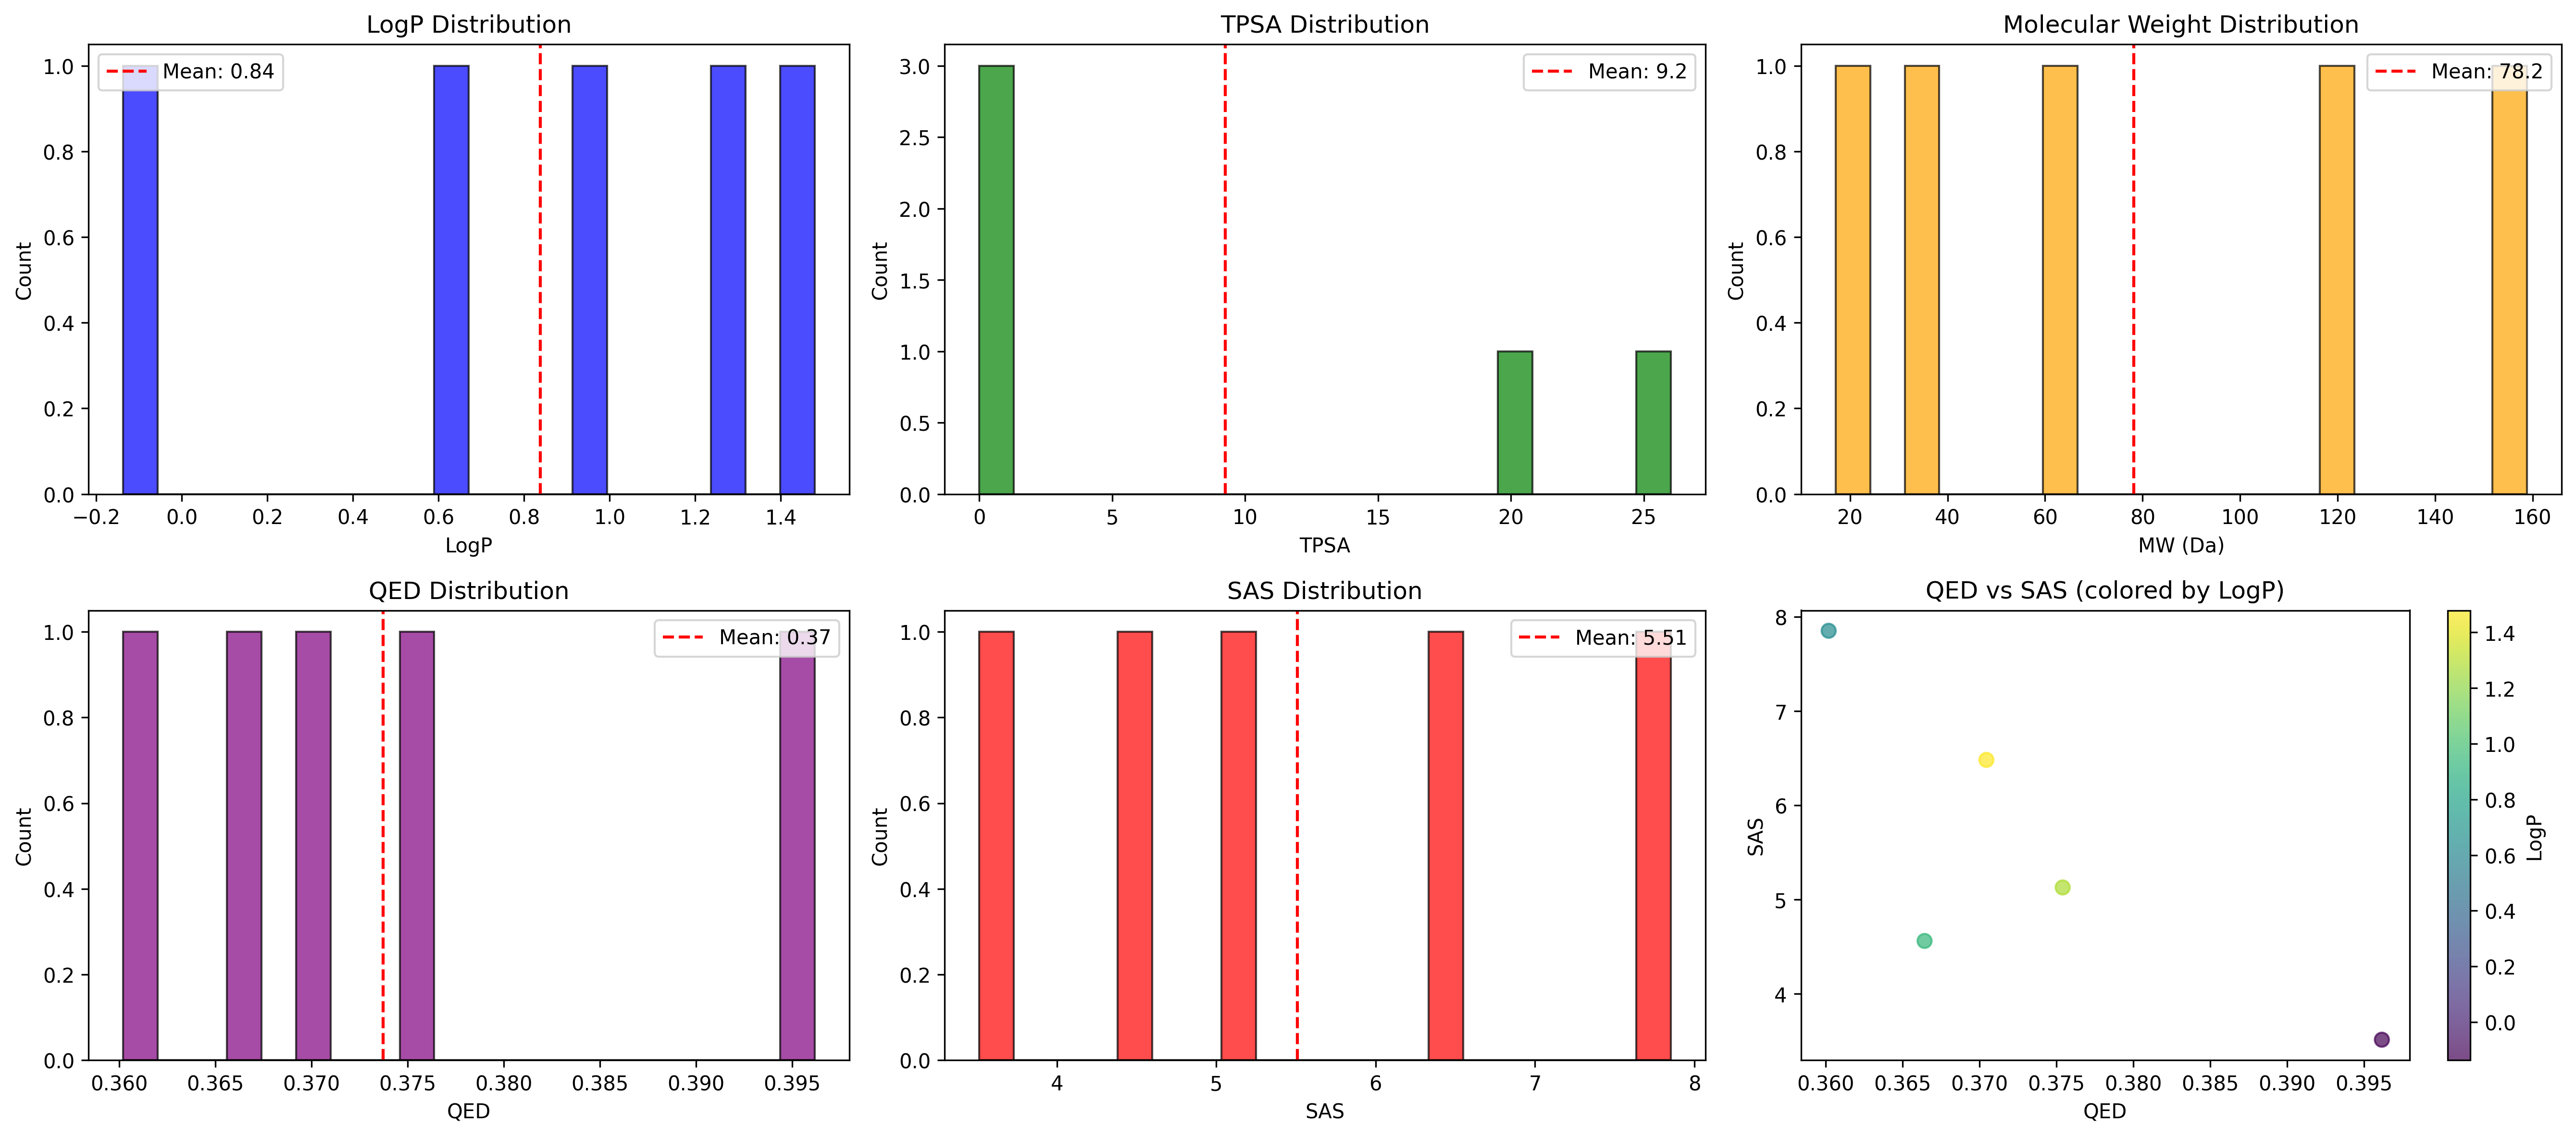 LogP Distribution
Mean: 0.84
1.0
0.8
0.6
0.4
0.2
0.0
Count
−0.2 0.0 0.2 0.4 0.6 0.8 1.0 1.2 1.4
LogP
TPSA Distribution
Mean: 9.2
3.0
2.5
2.0
1.5
1.0
0.5
0.0
Count
0 5 10 15 20 25
TPSA
Molecular Weight Distribution
Mean: 78.2
1.0
0.8
0.6
0.4
0.2
0.0
Count
20 40 60 80 100 120 140 160
MW (Da)
QED Distribution
Mean: 0.37
1.0
0.8
0.6
0.4
0.2
0.0
Count
0.360 0.365 0.370 0.375 0.380 0.385 0.390 0.395
QED
SAS Distribution
Mean: 5.51
1.0
0.8
0.6
0.4
0.2
0.0
Count
4 5 6 7 8
SAS
QED vs SAS (colored by LogP)
8
7
6
5
4
SAS
0.360 0.365 0.370 0.375 0.380 0.385 0.390 0.395
QED
1.4
1.2
1.0
0.8
0.6
0.4
0.2
0.0
LogP